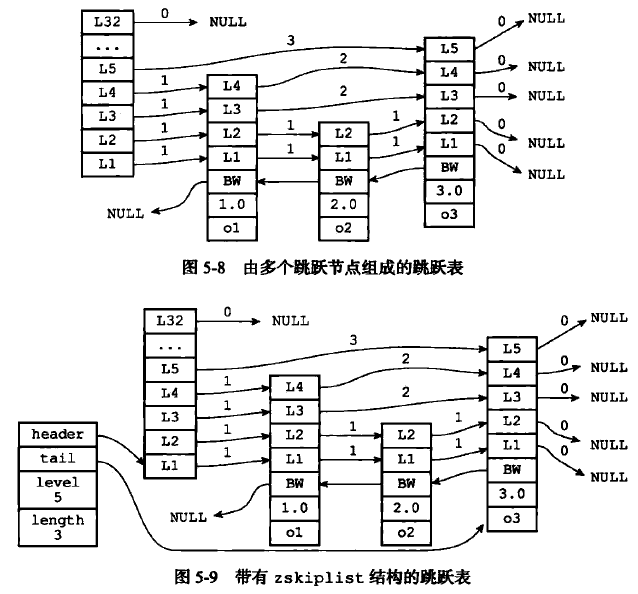 L32 0 NULL
...
L5 3 L5 0 NULL
L4 1 L4 2 L4 0 NULL
L3 1 L3 2 L3 0 NULL
L2 1 L2 1 L2 1 L2 0 NULL
L1 1 L1 1 L1 1 L1 0 NULL
NULL BW BW BW
1.0 2.0 3.0
o1 o2 o3
图 5-8 由多个跳跃节点组成的跳跃表
L32 0 NULL
...
L5 3 L5 0 NULL
L4 1 L4 2 L4 0 NULL
L3 1 L3 2 L3 0 NULL
header L2 1 L2 1 L2 1 L2 0 NULL
tail L1 1 L1 1 L1 1 L1 0 NULL
level NULL BW BW BW
5 1.0 2.0 3.0
length o1 o2 o3
3
图 5-9 带有 zskiplist 结构的跳跃表